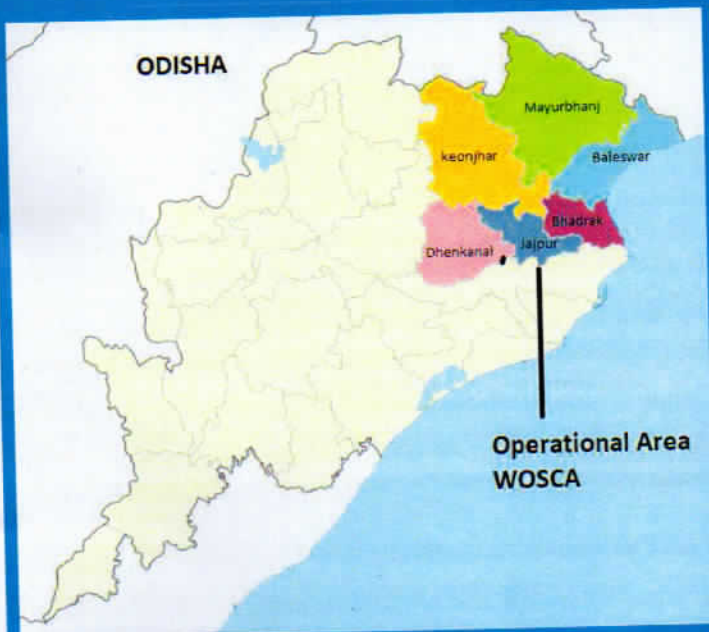 ODISHA
Mayurbhanj
keonjhar
Baleswar
Bhadrak
Jajpur
Dhenkanal
Operational Area
WOSCA